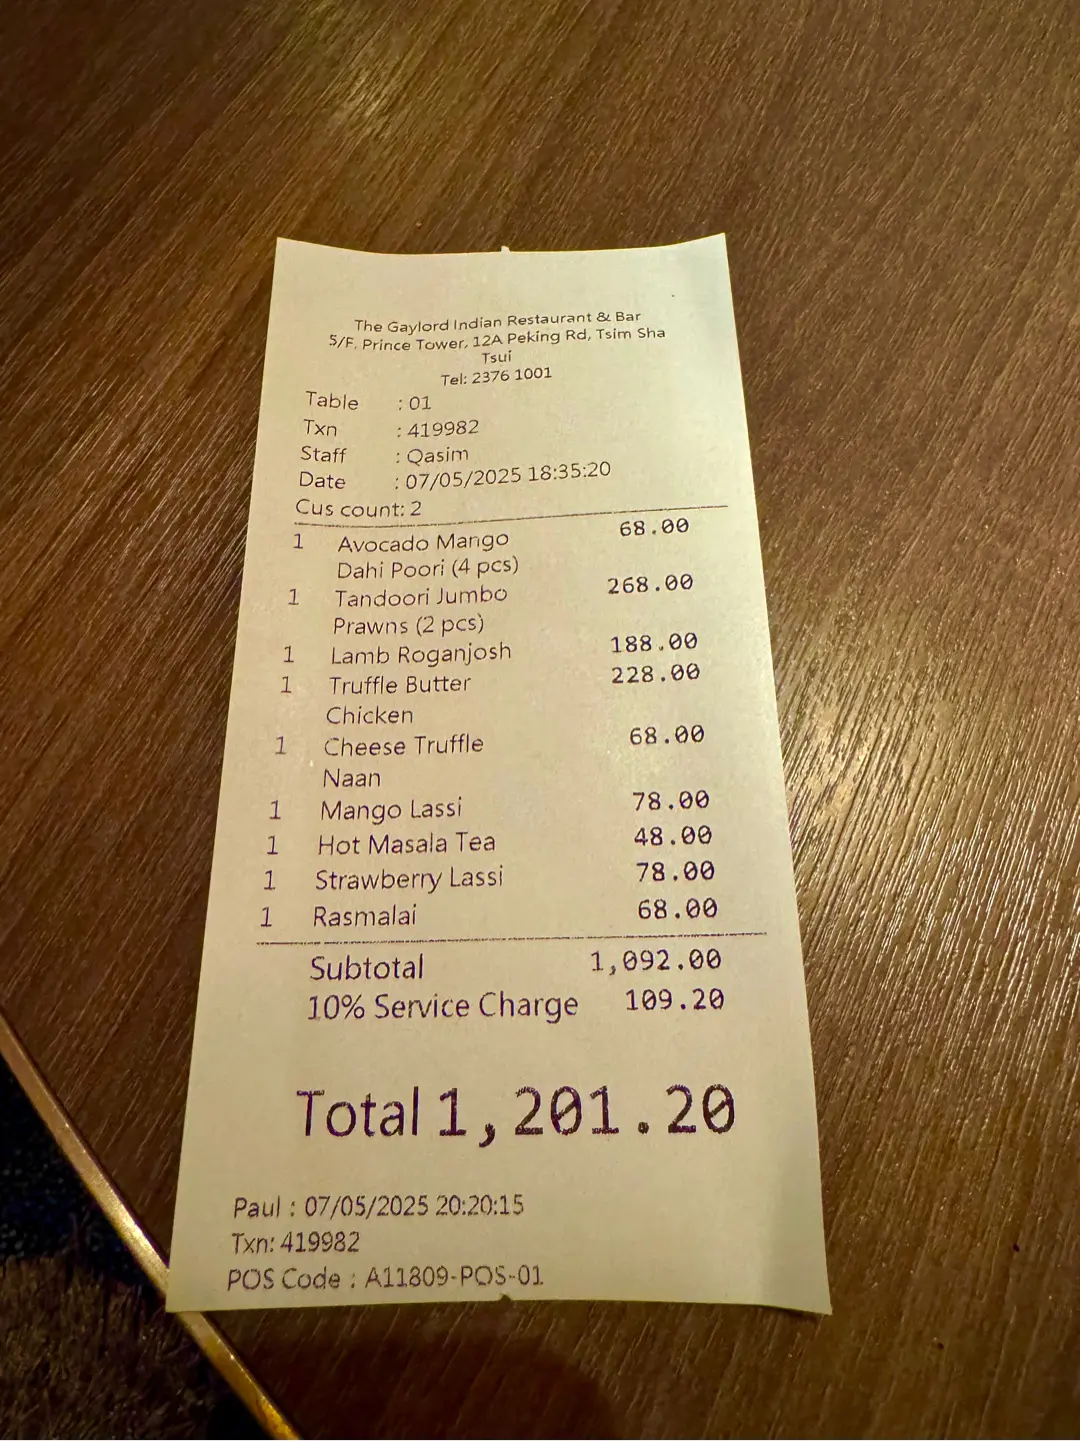 The Gaylord Indian Restaurant & Bar
5/F, Prince Tower, 12A Peking Rd, Tsim Sha
Tsui
Tel: 2376 1001
Table : 01
Txn : 419982
Staff : Qasim
Date : 07/05/2025 18:35:20
Cus count: 2
1 Avocado Mango 68.00
Dahi Poori (4 pcs)
1 Tandoori Jumbo 268.00
Prawns (2 pcs)
1 Lamb Roganjosh 188.00
1 Truffle Butter 228.00
Chicken
1 Cheese Truffle 68.00
Naan
1 Mango Lassi 78.00
1 Hot Masala Tea 48.00
1 Strawberry Lassi 78.00
1 Rasmalai 68.00
Subtotal 1,092.00
10% Service Charge 109.20
Total 1,201.20
Paul : 07/05/2025 20:20:15
Txn: 419982
POS Code : A11809-POS-01